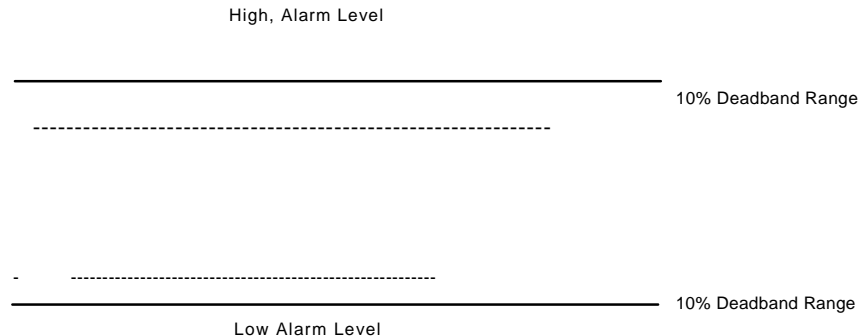 High, Alarm Level
10% Deadband Range
10% Deadband Range
Low Alarm Level